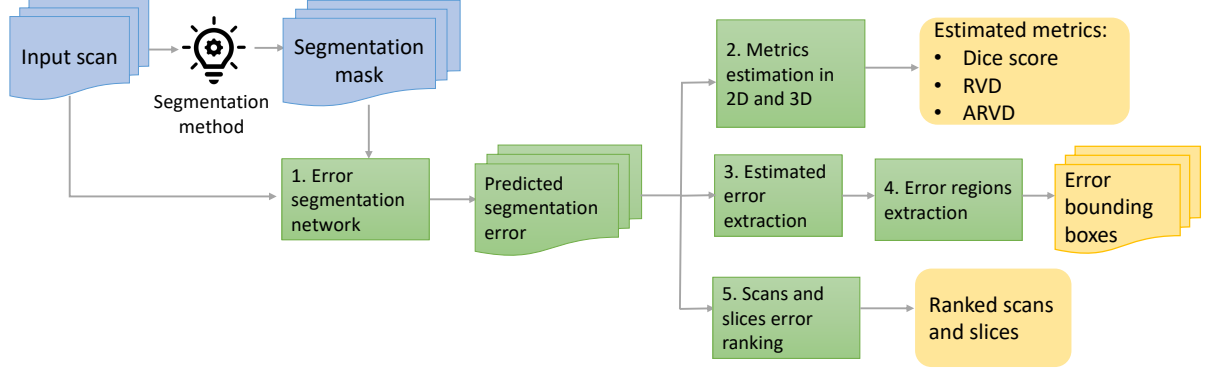 Input scan
Segmentation
method
Segmentation
mask
1. Error
segmentation
network
Predicted
segmentation
error
2. Metrics
estimation in
2D and 3D
Estimated metrics:
• Dice score
• RVD
• ARVD
3. Estimated
error
extraction
4. Error regions
extraction
Error
bounding
boxes
5. Scans and
slices error
ranking
Ranked scans
and slices